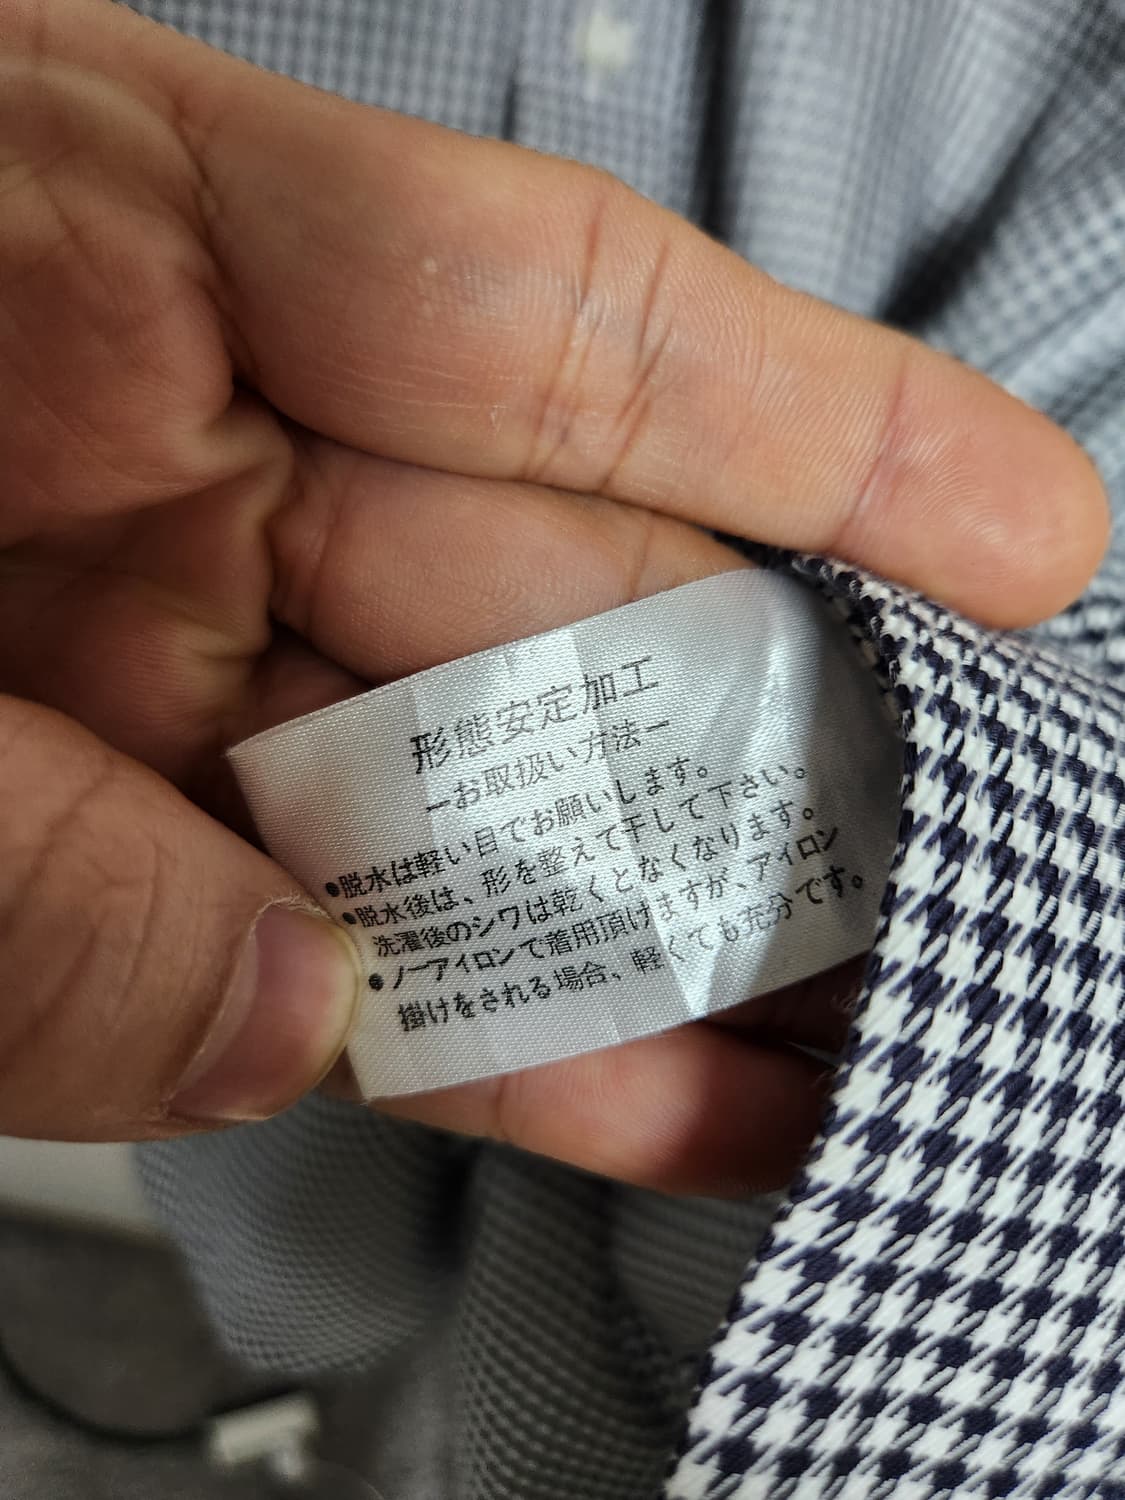 形態安定加工
ーお取扱い方法ー
●脱水は軽い目でお願いします。
●脱水後は、形を整えて干して下さい。
洗濯後のシワは乾くとなくなります。
●ノーアイロンで着用頂けますが、アイロン
掛けをされる場合、軽くても充分です。